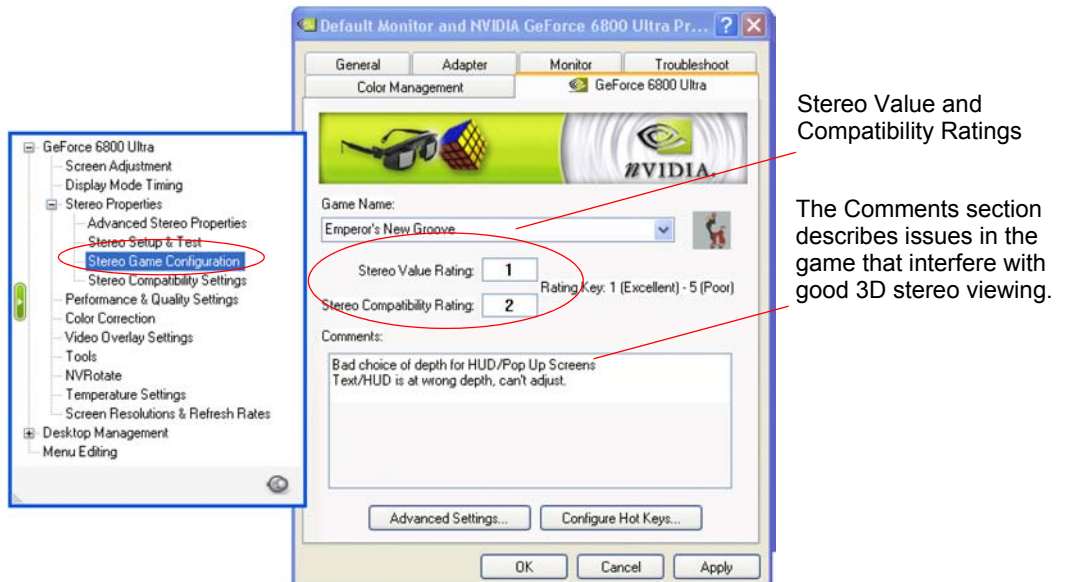 Default Monitor and NVIDIA GeForce 6800 Ultra Pr...
General Adapter Monitor Troubleshoot
Color Management GeForce 6800 Ultra
nVIDIA.
Game Name:
Emperor's New Groove
Stereo Value Rating: 1
Rating Key: 1 (Excellent) - 5 (Poor)
Stereo Compatibility Rating: 2
Comments:
Bad choice of depth for HUD/Pop Up Screens
Text/HUD is at wrong depth, can't adjust.
Advanced Settings... Configure Hot Keys...
OK Cancel Apply
GeForce 6800 Ultra
Screen Adjustment
Display Mode Timing
Stereo Properties
Advanced Stereo Properties
Stereo Setup & Test
Stereo Game Configuration
Stereo Compatibility Settings
Performance & Quality Settings
Color Correction
Video Overlay Settings
Tools
NVRotate
Temperature Settings
Screen Resolutions & Refresh Rates
Desktop Management
Menu Editing
Stereo Value and
Compatibility Ratings
The Comments section
describes issues in the
game that interfere with
good 3D stereo viewing.